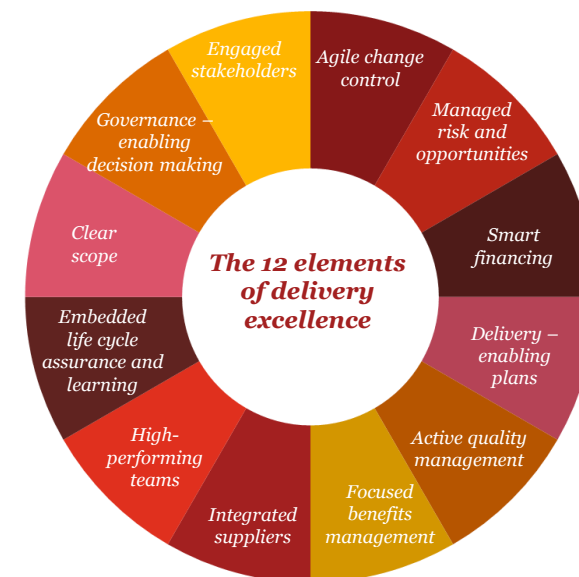 The 12 elements
of delivery
excellence
Agile change
control
Managed
risk and
opportunities
Smart
financing
Delivery –
enabling
plans
Active quality
management
Focused
benefits
management
Integrated
suppliers
High-
performing
teams
Embedded
life cycle
assurance and
learning
Clear
scope
Governance –
enabling
decision making
Engaged
stakeholders